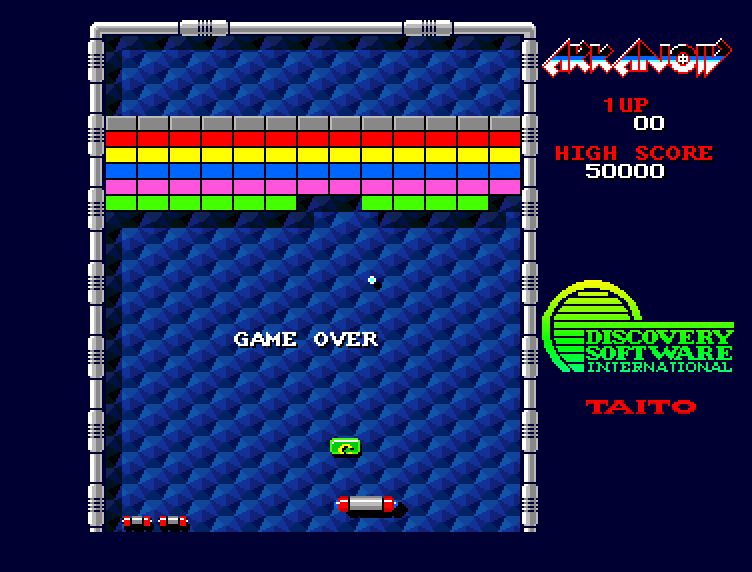 ARKANOID
1UP
00
HIGH SCORE
50000
GAME OVER
DISCOVERY
SOFTWARE
INTERNATIONAL
TAITO
C